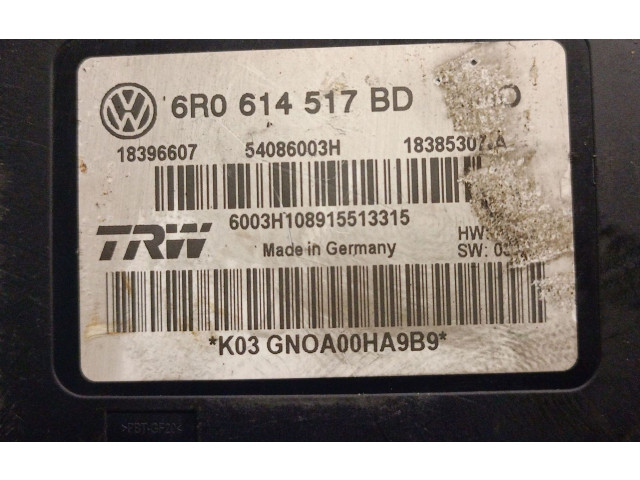 6R0 614 517 BD
18396607 54086003H
6003H108915513315
TRW Made in Germany HW:
SW:
*K03 GNOA00HA9B9*